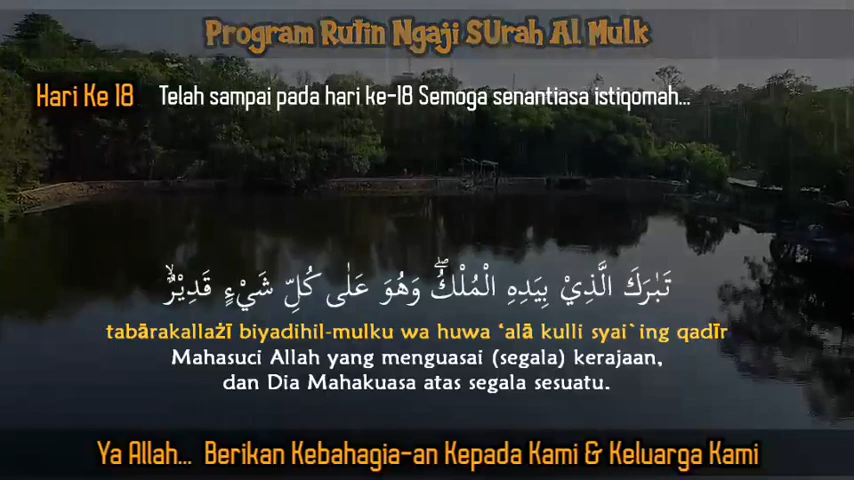 Program Rutin Ngaji SUrah Al Mulk
Hari Ke 18 Telah sampai pada hari ke-18 Semoga senantiasa istiqomah...
تَبٰرَكَ الَّذِيْ بِيَدِهِ الْمُلْكُۖ وَهُوَ عَلٰى كُلِّ شَيْءٍ قَدِيْرٌۙ
tabārakallażī biyadihil-mulku wa huwa ‘alā kulli syai`ing qadīr
Mahasuci Allah yang menguasai (segala) kerajaan,
dan Dia Mahakuasa atas segala sesuatu.
Ya Allah... Berikan Kebahagia-an Kepada Kami & Keluarga Kami